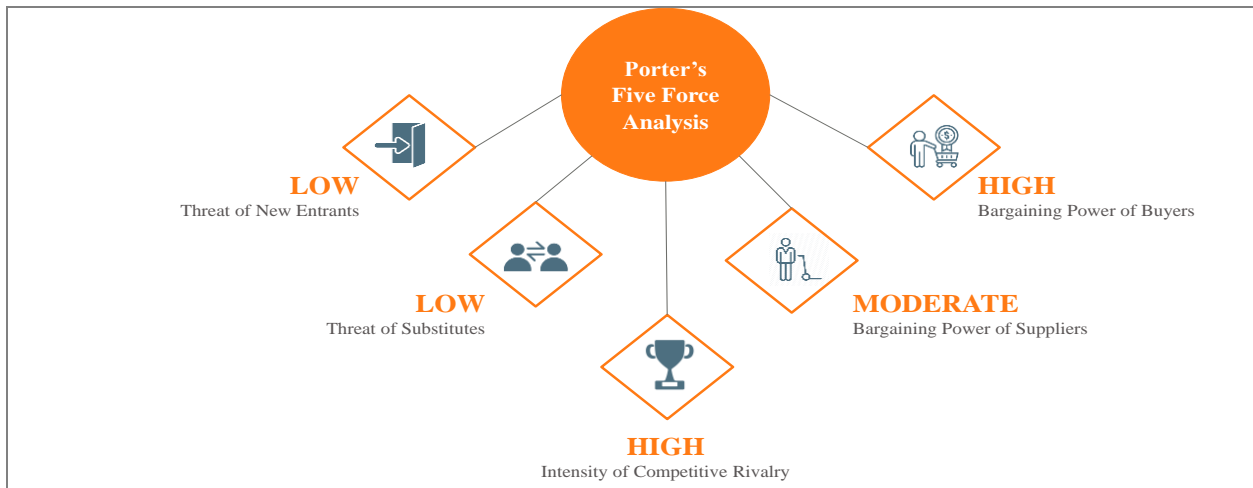 Porter’s
Five Force
Analysis
LOW
Threat of New Entrants
HIGH
Bargaining Power of Buyers
LOW
Threat of Substitutes
MODERATE
Bargaining Power of Suppliers
HIGH
Intensity of Competitive Rivalry
$